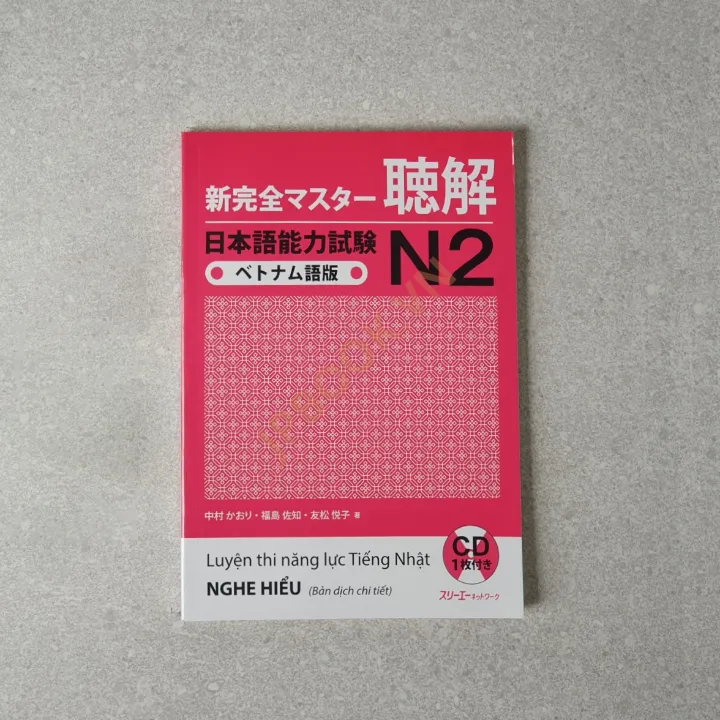 新完全マスター 聴解
日本語能力試験 N2
ベトナム語版
JPBOOK.VN
中村 かおり・福島 佐知・友松 悦子 著
Luyện thi năng lực Tiếng Nhật
NGHE HIỂU (Bản dịch chi tiết)
CD
1枚付き
スリーエーネットワーク